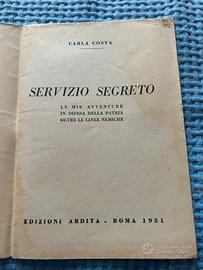 CARLA COSTA
SERVIZIO SEGRETO
LE MIE AVVENTURE
IN DIFESA DELLA PATRIA
OLTRE LE LINEE NEMICHE
EDIZIONI ARDITA - ROMA 1951
subito